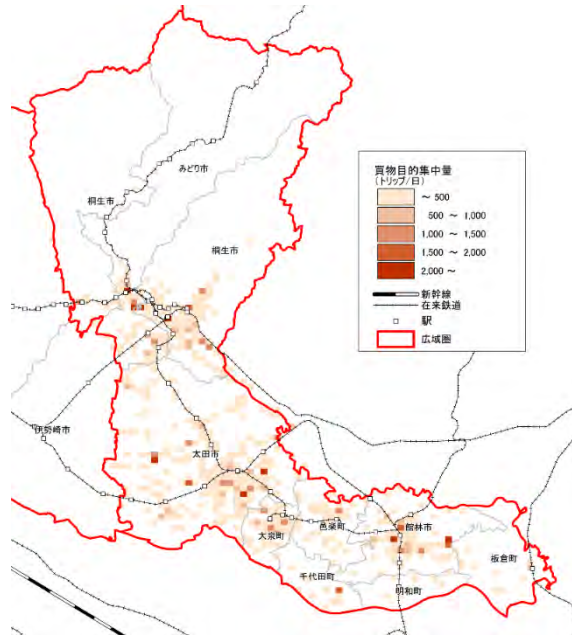 みどり市
桐生市
桐生市
買物目的集中量
(トリップ/日)
~ 500
500 ~ 1,000
1,000 ~ 1,500
1,500 ~ 2,000
2,000 ~
新幹線
在来鉄道
駅
広域圏
伊勢崎市
太田市
大泉町
邑楽町
館林市
板倉町
千代田町
明和町